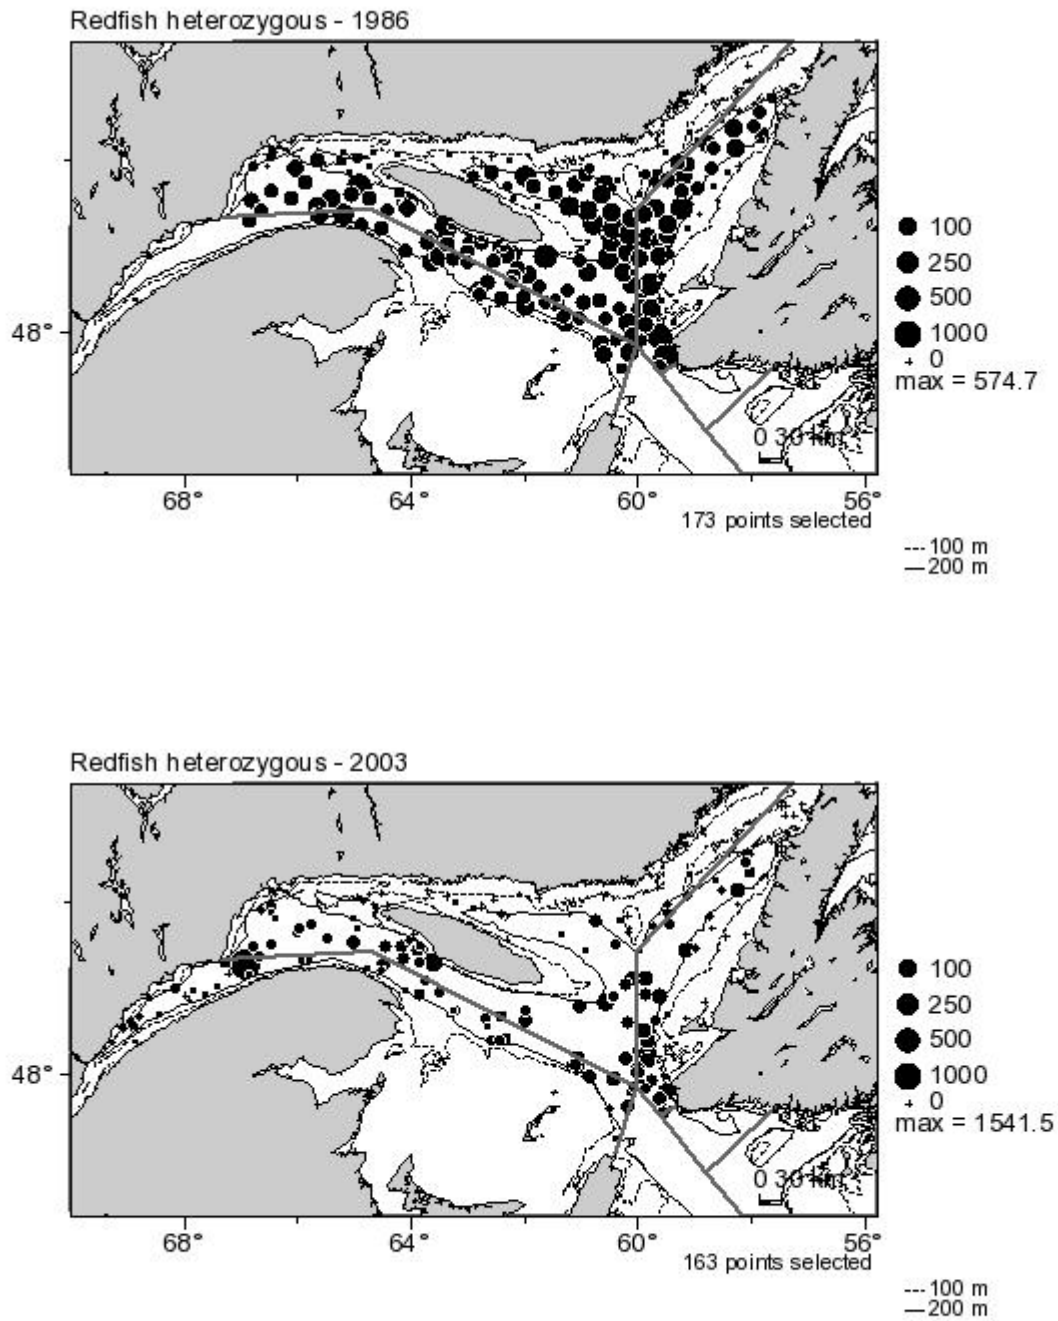 Redfish heterozygous - 1986
100
250
500
1000
+ 0
max = 574.7
48°
0 30 km
68° 64° 60° 56°
173 points selected
--- 100 m
— 200 m
Redfish heterozygous - 2003
100
250
500
1000
+ 0
max = 1541.5
48°
0 30 km
68° 64° 60° 56°
163 points selected
--- 100 m
— 200 m